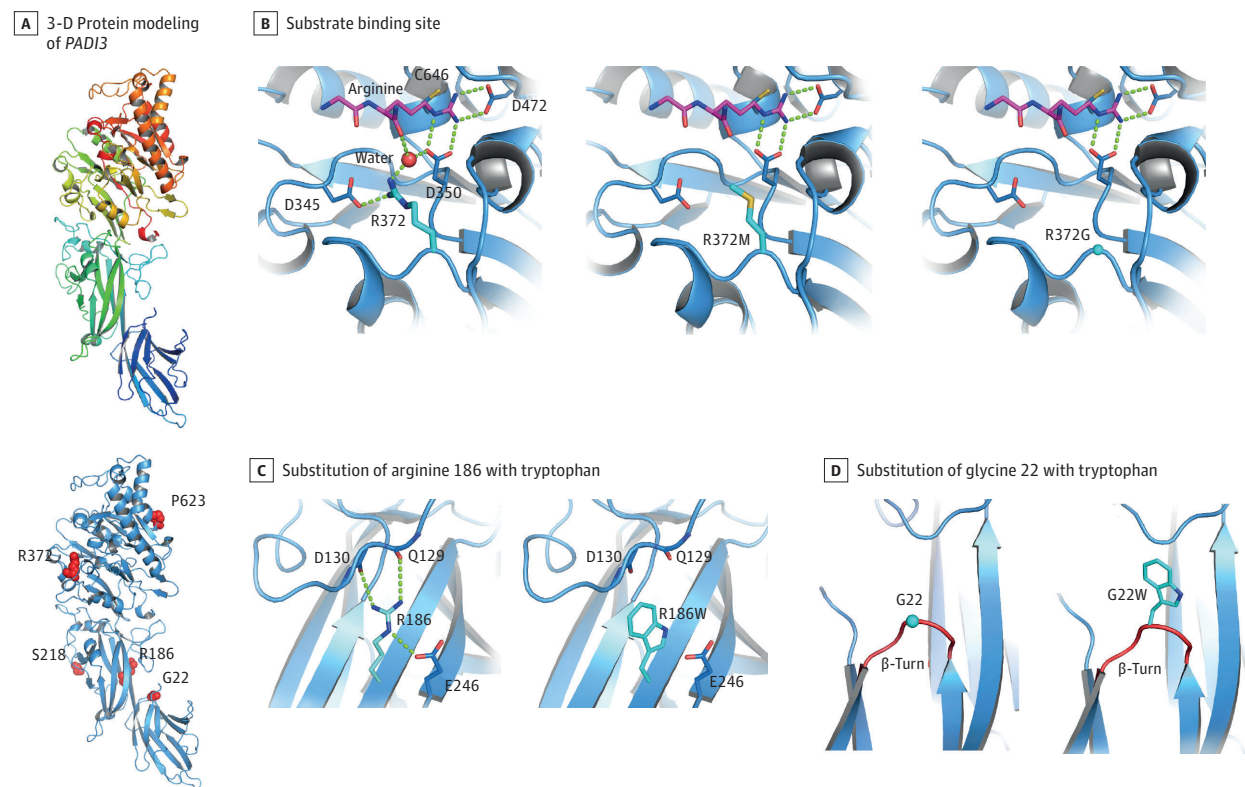 A 3-D Protein modeling
of PADI3
B Substrate binding site
C646
Arginine
D472
Water
D350
D345
R372
R372M
R372G
P623
R372
S218
R186
G22
C Substitution of arginine 186 with tryptophan
D130
Q129
R186
E246
D130
Q129
R186W
E246
D Substitution of glycine 22 with tryptophan
G22
β-Turn
G22W
β-Turn